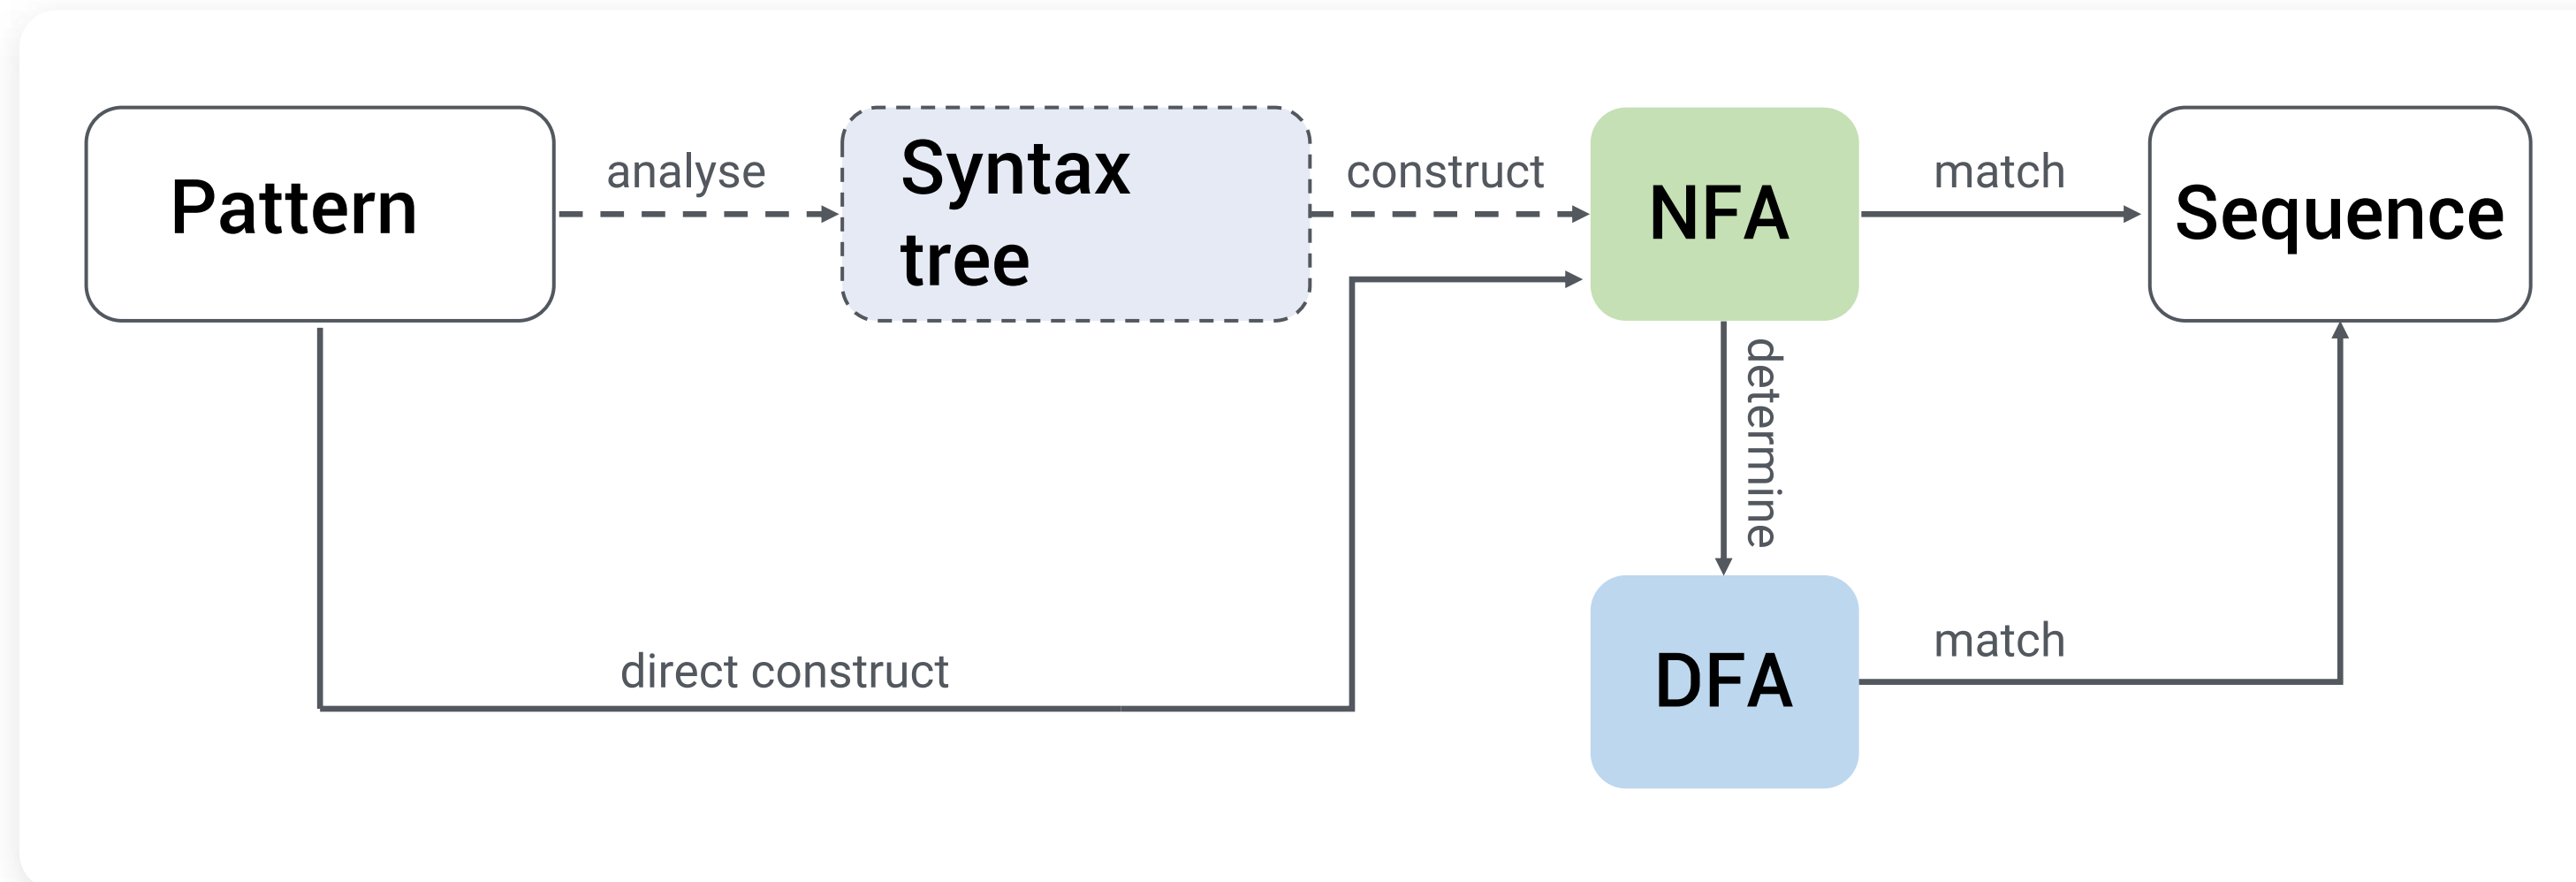 Pattern
analyse
Syntax
tree
construct
NFA
match
Sequence
determine
direct construct
DFA
match